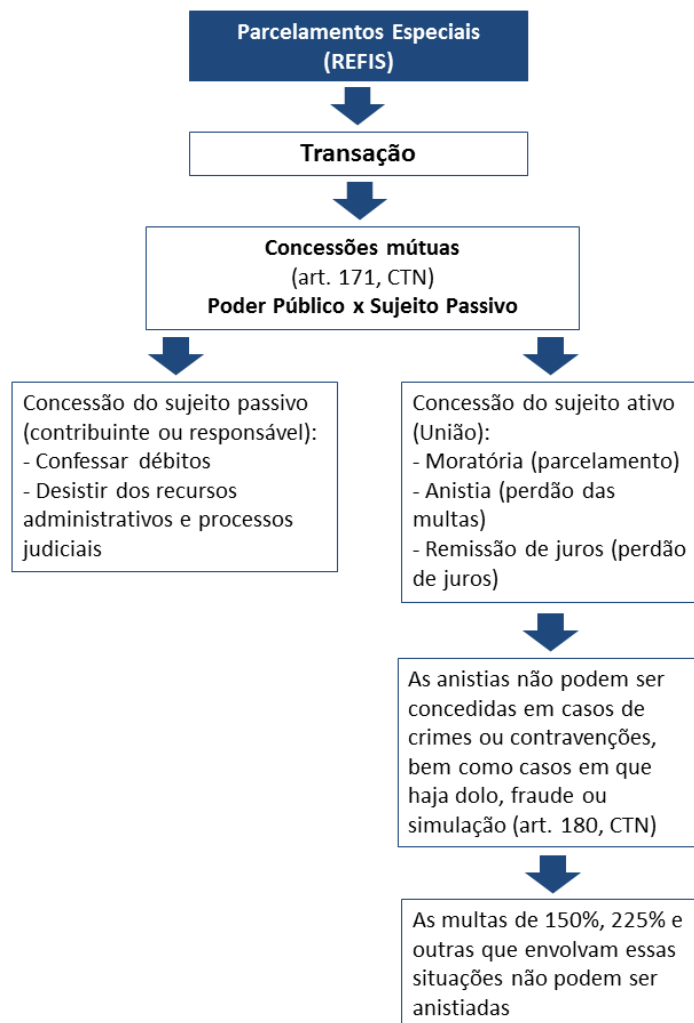 Parcelamentos Especiais
(REFIS)
Transação
Concessões mútuas
(art. 171, CTN)
Poder Público x Sujeito Passivo
Concessão do sujeito passivo
(contribuinte ou responsável):
- Confessar débitos
- Desistir dos recursos
administrativos e processos
judiciais
Concessão do sujeito ativo
(União):
- Moratória (parcelamento)
- Anistia (perdão das
multas)
- Remissão de juros (perdão
de juros)
As anistias não podem ser
concedidas em casos de
crimes ou contravenções,
bem como casos em que
haja dolo, fraude ou
simulação (art. 180, CTN)
As multas de 150%, 225% e
outras que envolvam essas
situações não podem ser
anistiadas